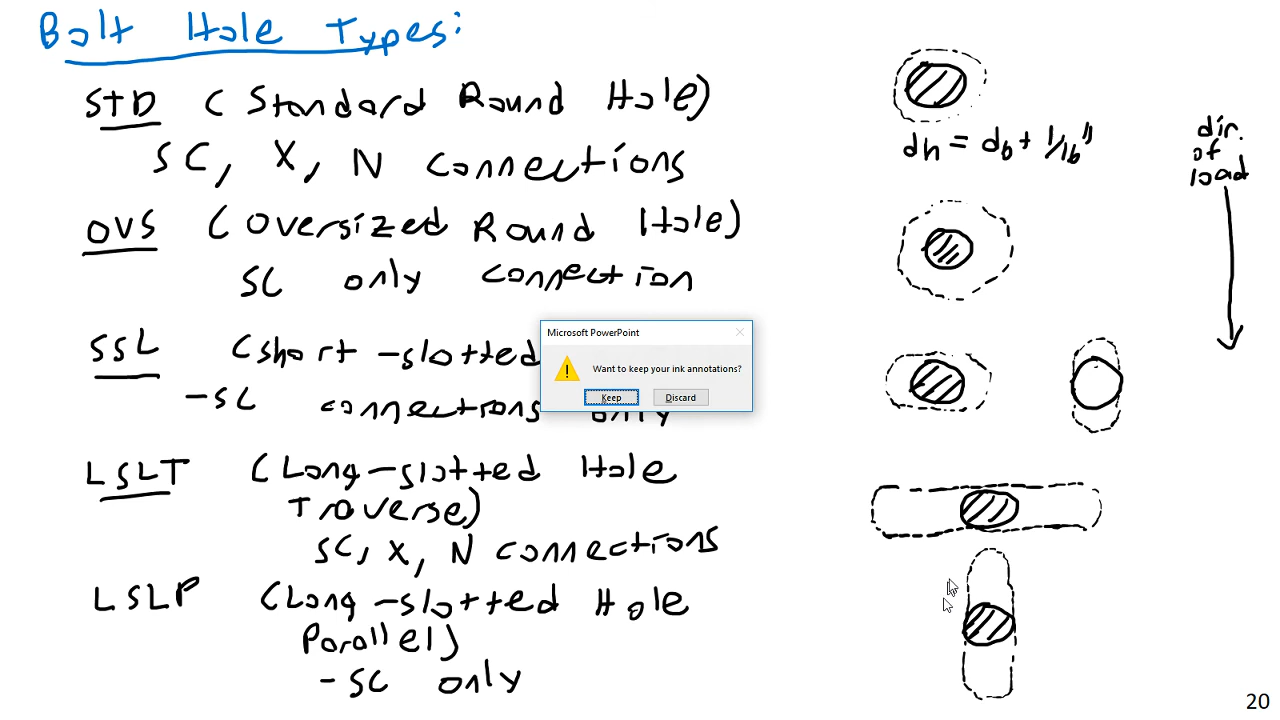 Bolt Hole Types:
STD (Standard Round Hole)
SC, X, N connections
dh = db + 1/16"
dir.
of
load
OVS (Oversized Round Hole)
SC only connection
SSL (short-slotted
-SC connections only
Microsoft PowerPoint
Want to keep your ink annotations?
Keep Discard
LSLT (Long-slotted Hole
Traverse)
SC, X, N connections
LSLP (Long-slotted Hole
Parallel)
-SC only
20